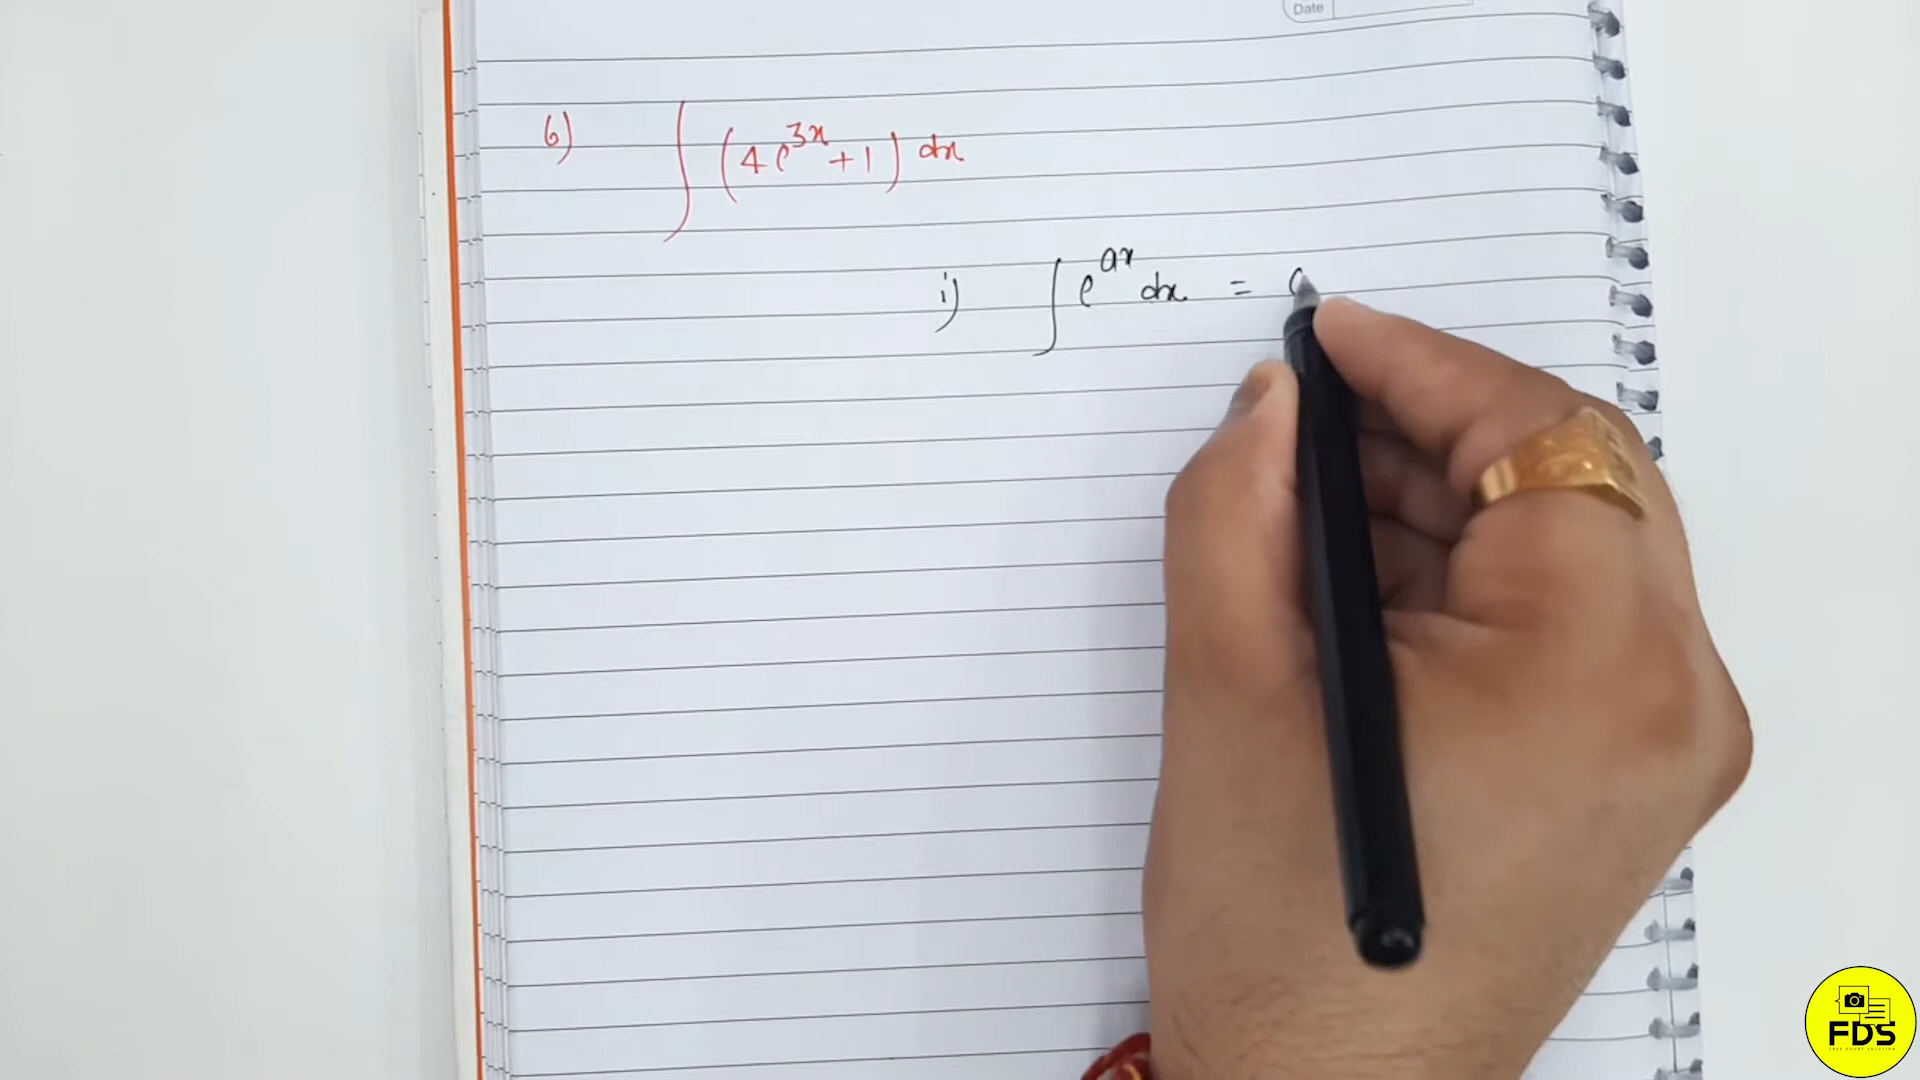 Date
6) ∫ (4e^{3x} + 1) dx
i) ∫ e^{ax} dx = e
FDS